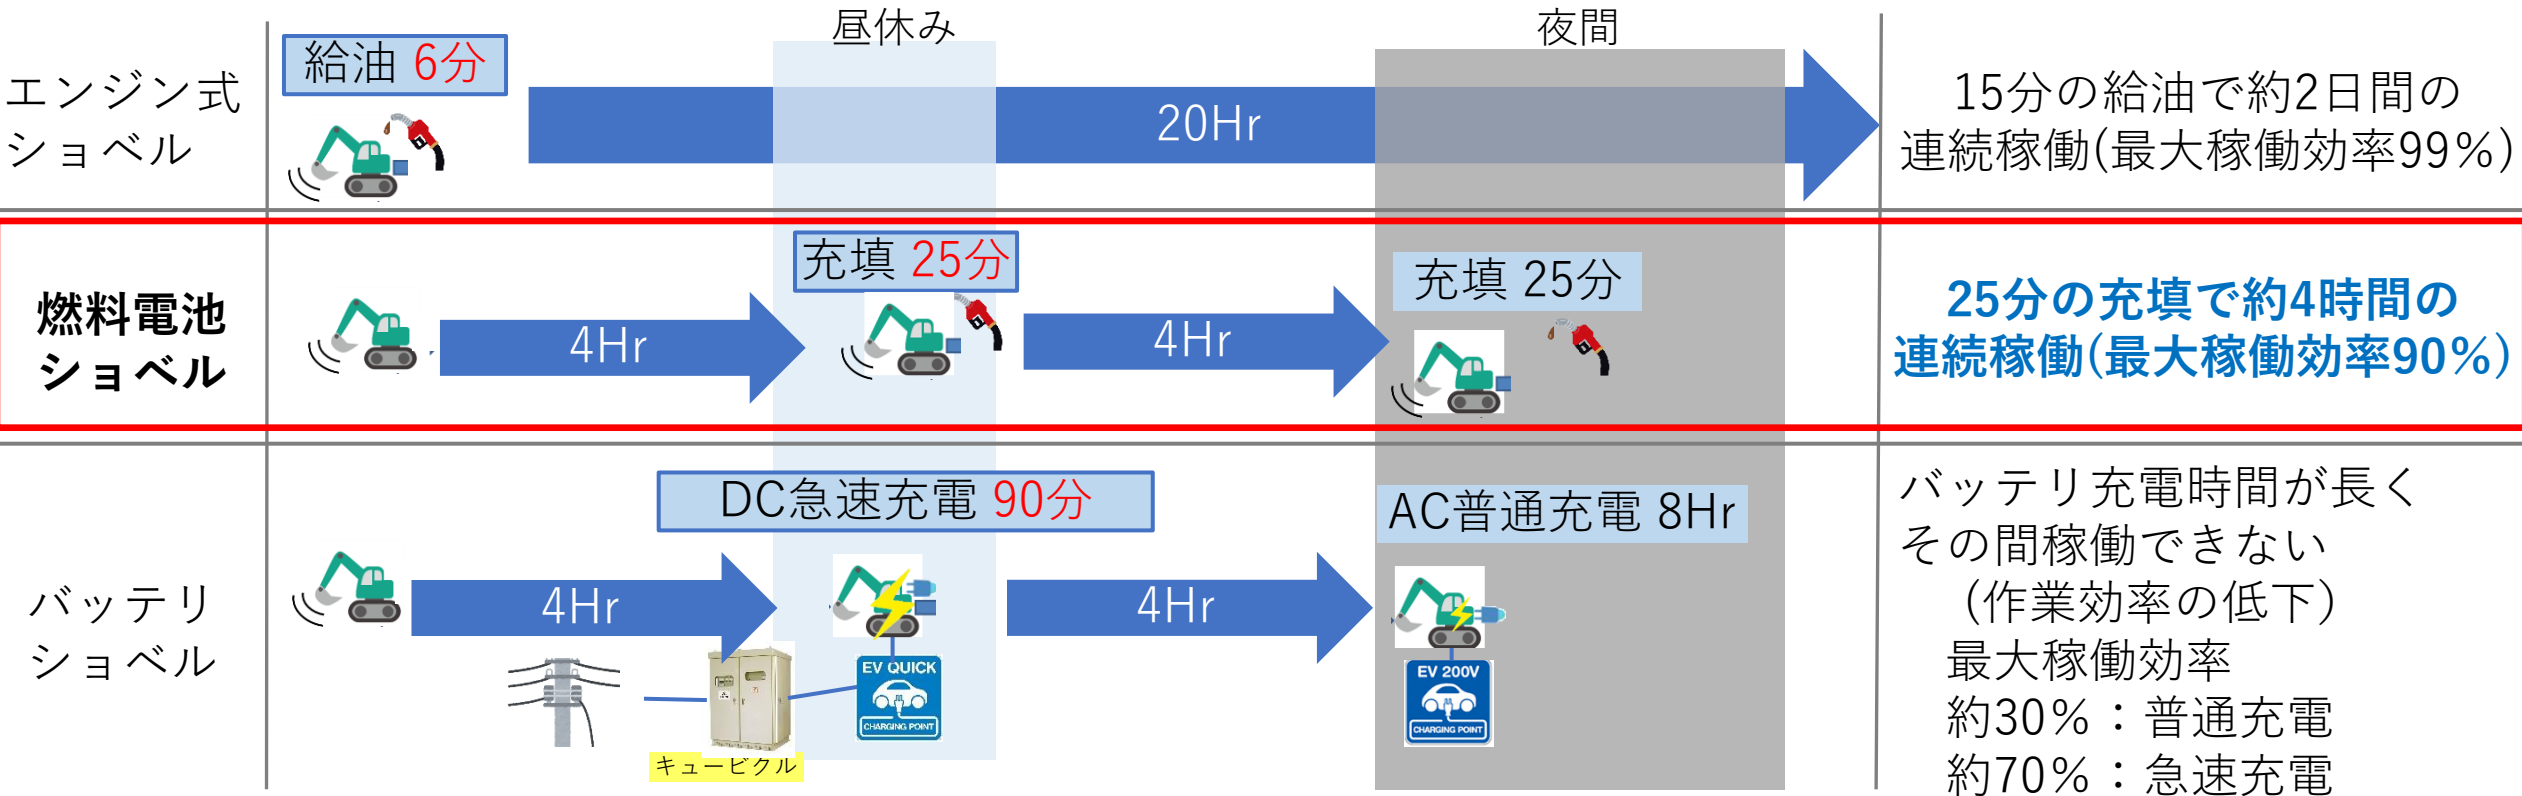 昼休み
夜間
エンジン式
ショベル
給油 6分
20Hr
15分の給油で約2日間の
連続稼働(最大稼働効率99%)
燃料電池
ショベル
4Hr
充填 25分
4Hr
充填 25分
25分の充填で約4時間の
連続稼働(最大稼働効率90%)
バッテリ
ショベル
4Hr
DC急速充電 90分
4Hr
AC普通充電 8Hr
キュービクル
EV QUICK
CHARGING POINT
EV 200V
CHARGING POINT
バッテリ充電時間が長く
その間稼働できない
(作業効率の低下)
最大稼働効率
約30%：普通充電
約70%：急速充電